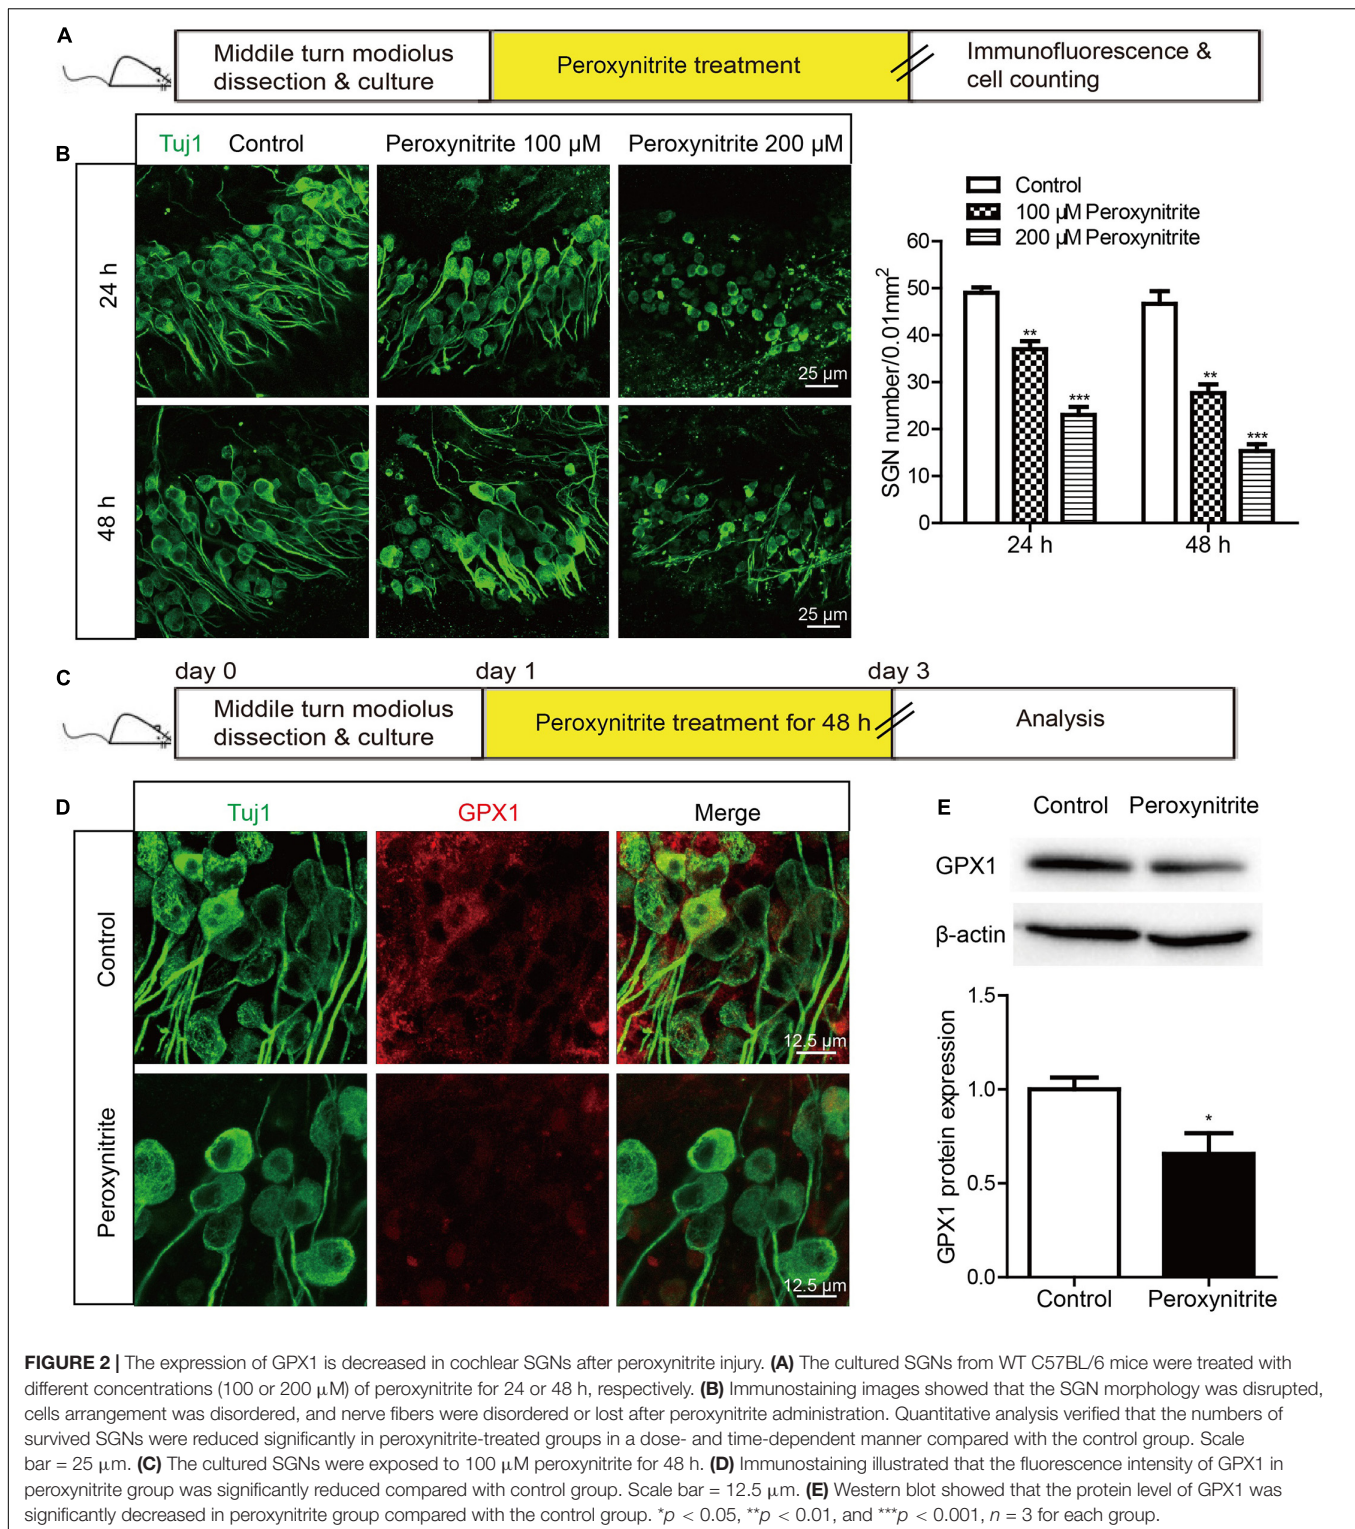 A
Middile turn modiolus
dissection & culture
Peroxynitrite treatment
Immunofluorescence &
cell counting
B
Tuj1 Control Peroxynitrite 100 µM Peroxynitrite 200 µM
24 h
25 µm
48 h
25 µm
Control
100 µM Peroxynitrite
200 µM Peroxynitrite
SGN number/0.01mm²
60
50
40
30
20
10
0
** *** ** ***
24 h 48 h
C
day 0 day 1 day 3
Middile turn modiolus
dissection & culture
Peroxynitrite treatment for 48 h
Analysis
D
Tuj1 GPX1 Merge
Control
12.5 µm
Peroxynitrite
12.5 µm
E
Control Peroxynitrite
GPX1
β-actin
GPX1 protein expression
1.5
1.0
0.5
0.0
*
Control Peroxynitrite
FIGURE 2 | The expression of GPX1 is decreased in cochlear SGNs after peroxynitrite injury. (A) The cultured SGNs from WT C57BL/6 mice were treated with
different concentrations (100 or 200 µM) of peroxynitrite for 24 or 48 h, respectively. (B) Immunostaining images showed that the SGN morphology was disrupted,
cells arrangement was disordered, and nerve fibers were disordered or lost after peroxynitrite administration. Quantitative analysis verified that the numbers of
survived SGNs were reduced significantly in peroxynitrite-treated groups in a dose- and time-dependent manner compared with the control group. Scale
bar = 25 µm. (C) The cultured SGNs were exposed to 100 µM peroxynitrite for 48 h. (D) Immunostaining illustrated that the fluorescence intensity of GPX1 in
peroxynitrite group was significantly reduced compared with control group. Scale bar = 12.5 µm. (E) Western blot showed that the protein level of GPX1 was
significantly decreased in peroxynitrite group compared with the control group. *p < 0.05, **p < 0.01, and ***p < 0.001, n = 3 for each group.